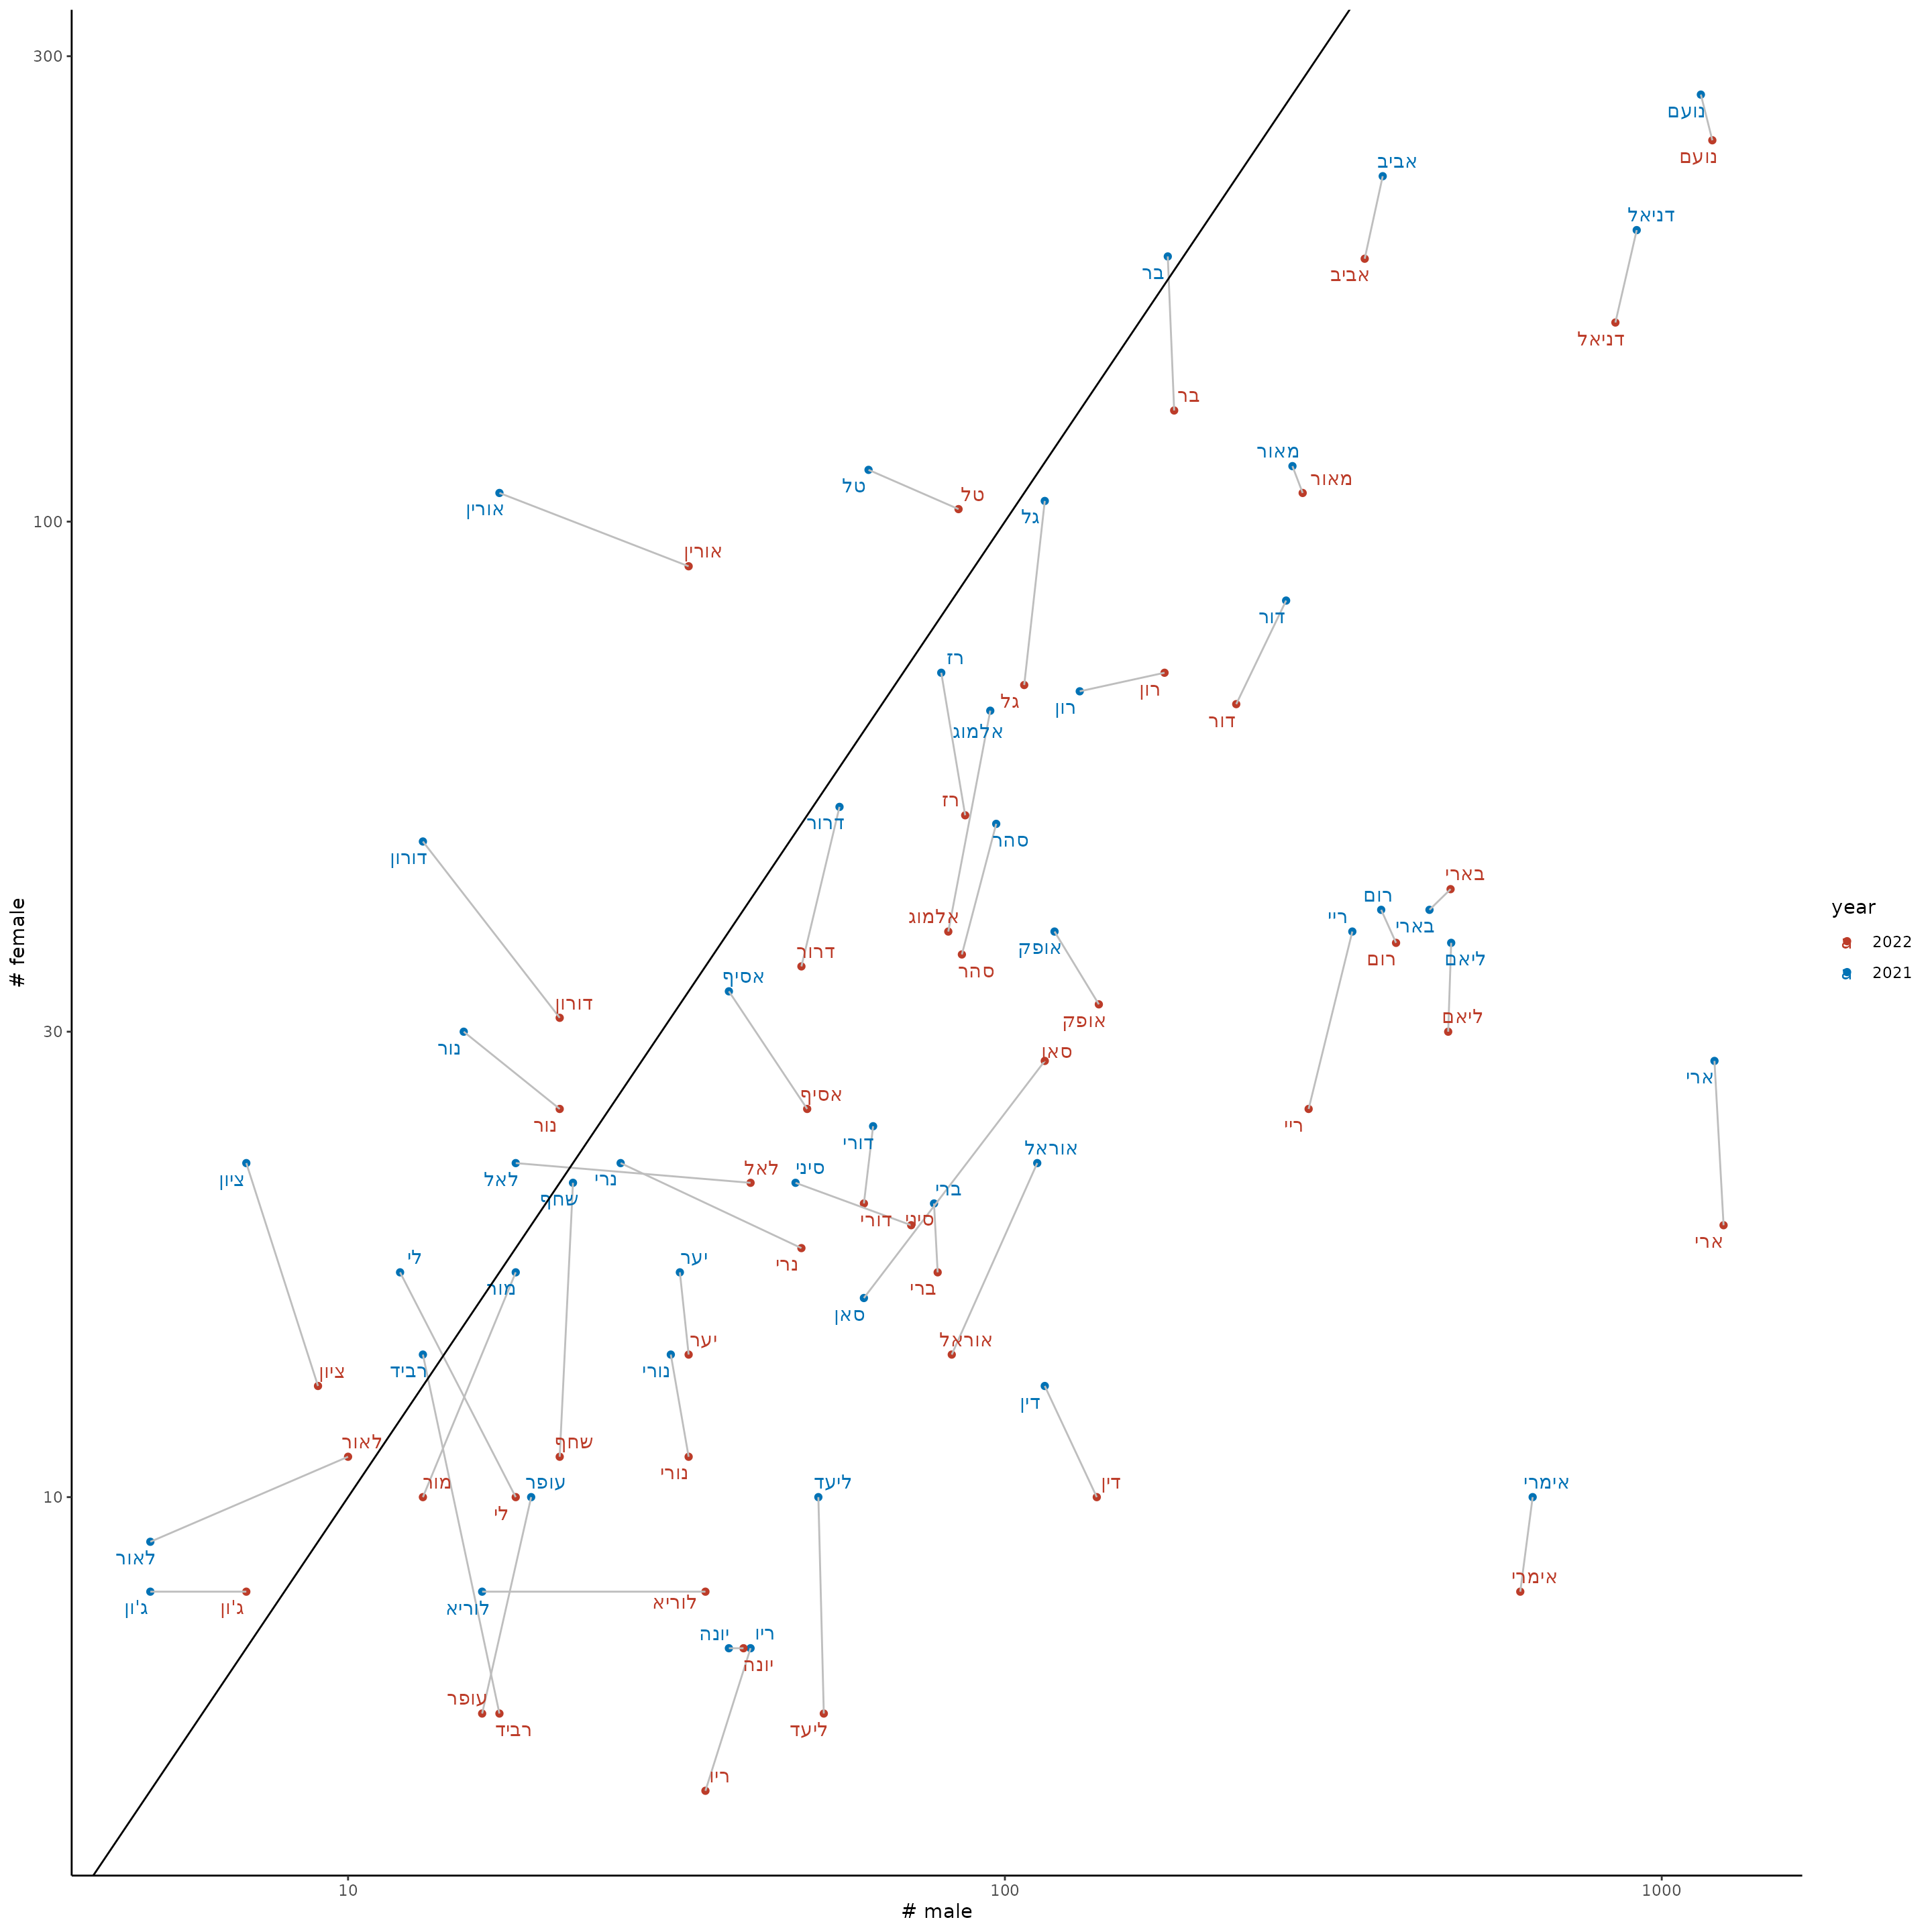 300
נועם
נועם
אביב
דניאל
בר
אביב
דניאל
בר
מאור
מאור
טל
טל
אורין
גל
100
אורין
דור
רז
רון
גל
רון
דור
אלמוג
רז
דרור
סהר
דורון
בארי
רום
בארי
ריי
אלמוג
אופק
דרור
רום
ליאם
סהר
אסיף
דורון
אופק
ליאם
30
נור
סאן
ארי
אסיף
נור
ריי
דורי
אוראל
לאל
סיני
ציון
לאל
נרי
ברי
שחף
דורי
סיני
ארי
לי
יער
נרי
מור
ברי
סאן
יער
אוראל
רביד
נורי
ציון
דין
לאור
שחף
נורי
מור
עופר
ליעד
דין
אימרי
10
לי
לאור
אימרי
ג'ון
ג'ון
לוריא
לוריא
יונה
ריו
יונה
עופר
רביד
ליעד
ריו
10
100
1000
# male
# female
year
2022
2021